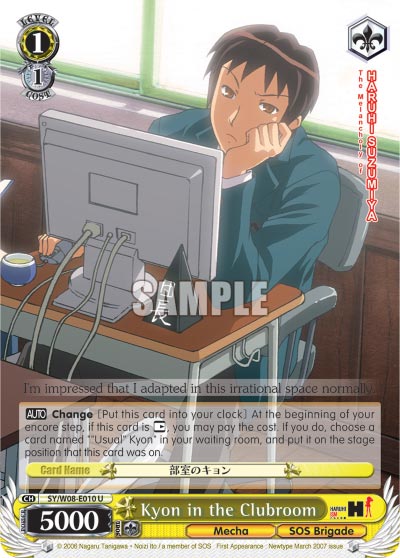 LEVEL
1
1
COST
The Melancholy of
HARUHI SUZUMIYA
団長
SAMPLE
I'm impressed that I adapted in this irrational space normally.
AUTO Change [Put this card into your clock] At the beginning of your
encore step, if this card is , you may pay the cost. If you do, choose a
card named ""Usual" Kyon" in your waiting room, and put it on the stage
position that this card was on.
Card Name 部室のキョン
CH SY/W08-E010 U
POWER 5000 Kyon in the Clubroom
Mecha SOS Brigade
© 2006 Nagaru Tanigawa • Noizi Ito / a member of SOS First Appearance : Newtype March 2007 issue